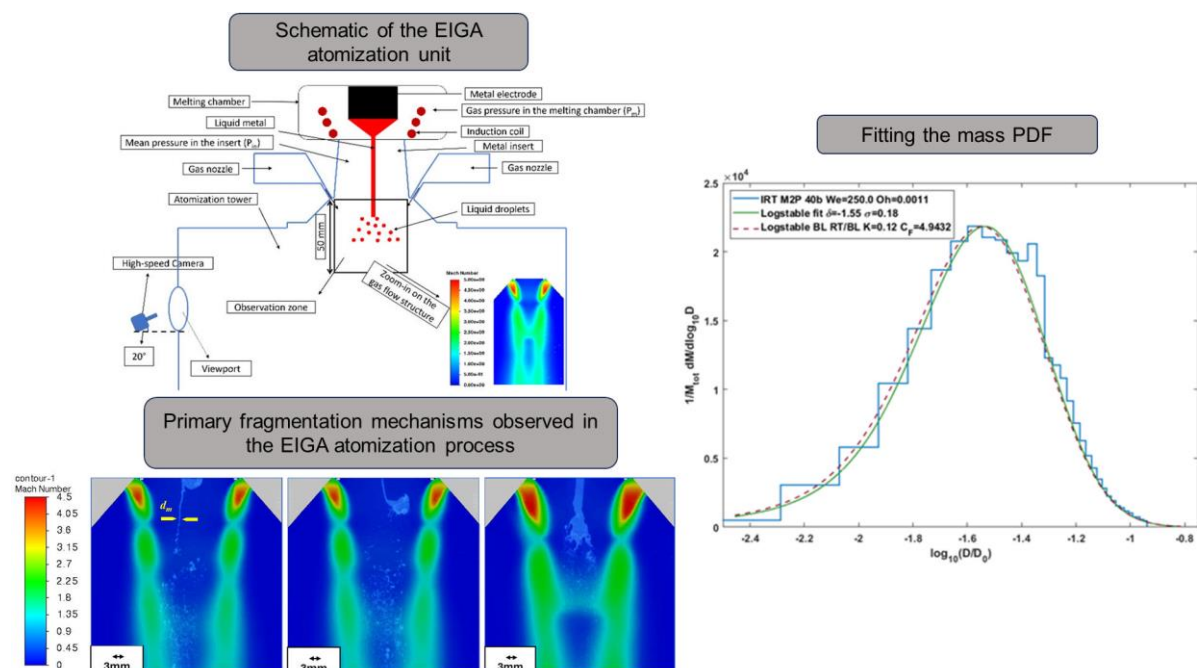 Schematic of the EIGA
atomization unit
Melting chamber
Metal electrode
Gas pressure in the melting chamber (Pm)
Liquid metal
Induction coil
Mean pressure in the insert (Pm)
Metal insert
Gas nozzle
Gas nozzle
Atomization tower
50 mm
Liquid droplets
High-speed Camera
Observation zone
Zoom-in on the
gas flow structure
20°
Viewport
Mach Number
Primary fragmentation mechanisms observed in
the EIGA atomization process
contour-1
Mach Number
4.5
4.05
3.6
3.15
2.7
2.25
1.8
1.35
0.9
0.45
0
dm
3mm
3mm
3mm
Fitting the mass PDF
×10⁴
2.5
2
1.5
1
0.5
0
1/Mtot dM/dlog10D
IRT M2P 40b We=250.0 Oh=0.0011
Logstable fit δ=-1.55 σ=0.18
Logstable BL RT/BL K=0.12 CF=4.9432
-2.4 -2.2 -2 -1.8 -1.6 -1.4 -1.2 -1 -0.8
log10(D/D0)